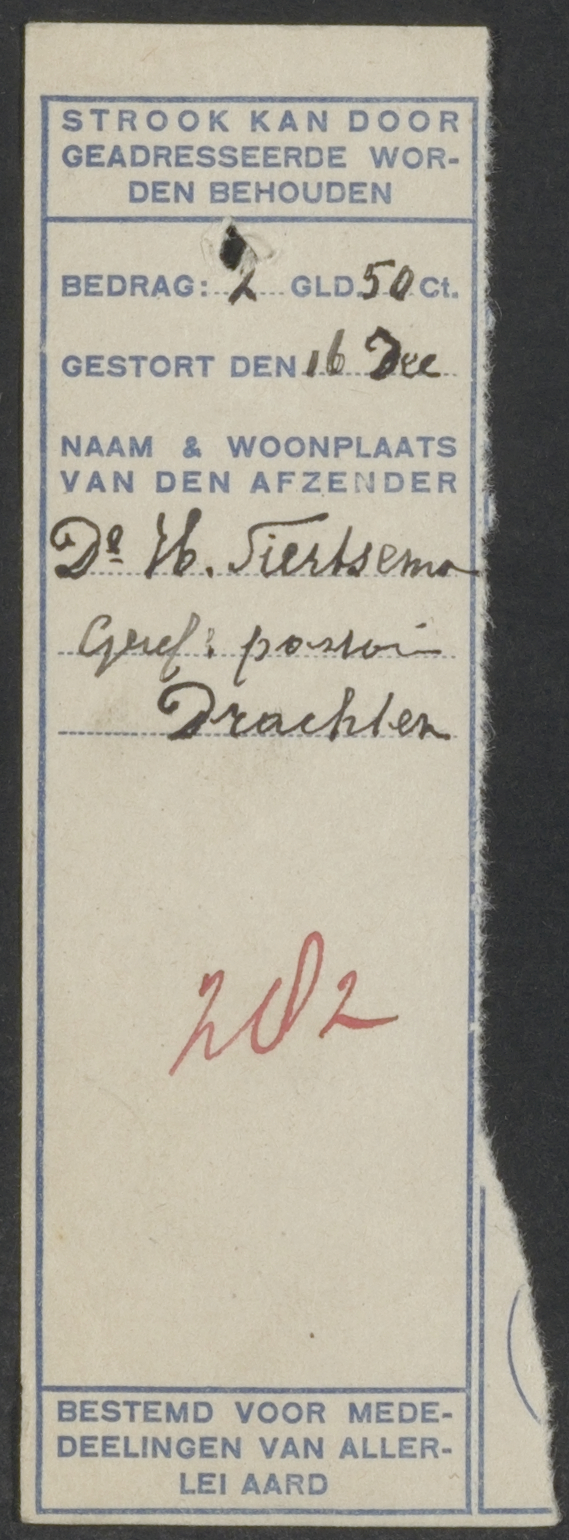 STROOK KAN DOOR
GEADRESSEERDE WOR-
DEN BEHOUDEN
BEDRAG: 2 GLD. 50 Ct.
GESTORT DEN 16 Dec
NAAM & WOONPLAATS
VAN DEN AFZENDER
Ds H. Tiertsema
Geref: pastorie
Drachten
282
BESTEMD VOOR MEDE-
DEELINGEN VAN ALLER-
LEI AARD